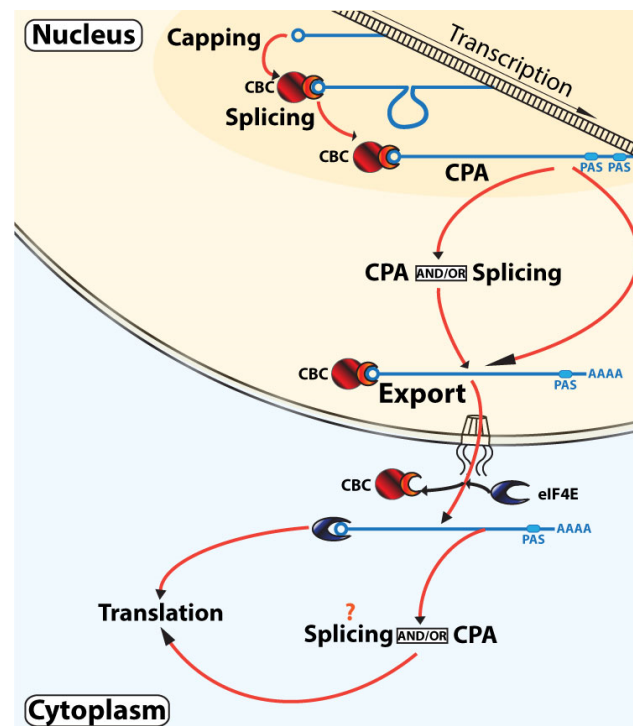 Nucleus
Capping
Transcription
CBC
Splicing
CBC
CPA
PAS PAS
CPA AND/OR Splicing
CBC
AAAA
PAS
Export
CBC
eIF4E
AAAA
PAS
Translation
?
Splicing AND/OR CPA
Cytoplasm